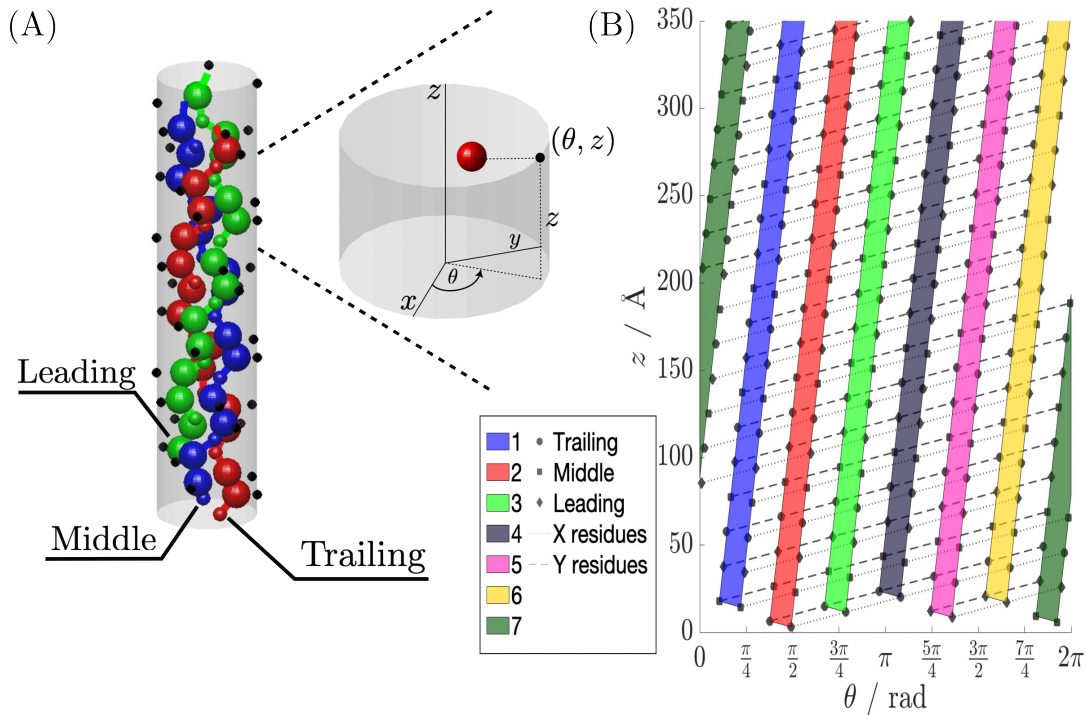 (A)
Leading
Middle
Trailing
z
(θ, z)
z
y
θ
x
1 Trailing
2 Middle
3 Leading
4 X residues
5 Y residues
6
7
(B)
350
300
250
200
150
100
50
0
z / Å
0 π/4 π/2 3π/4 π 5π/4 3π/2 7π/4 2π
θ / rad